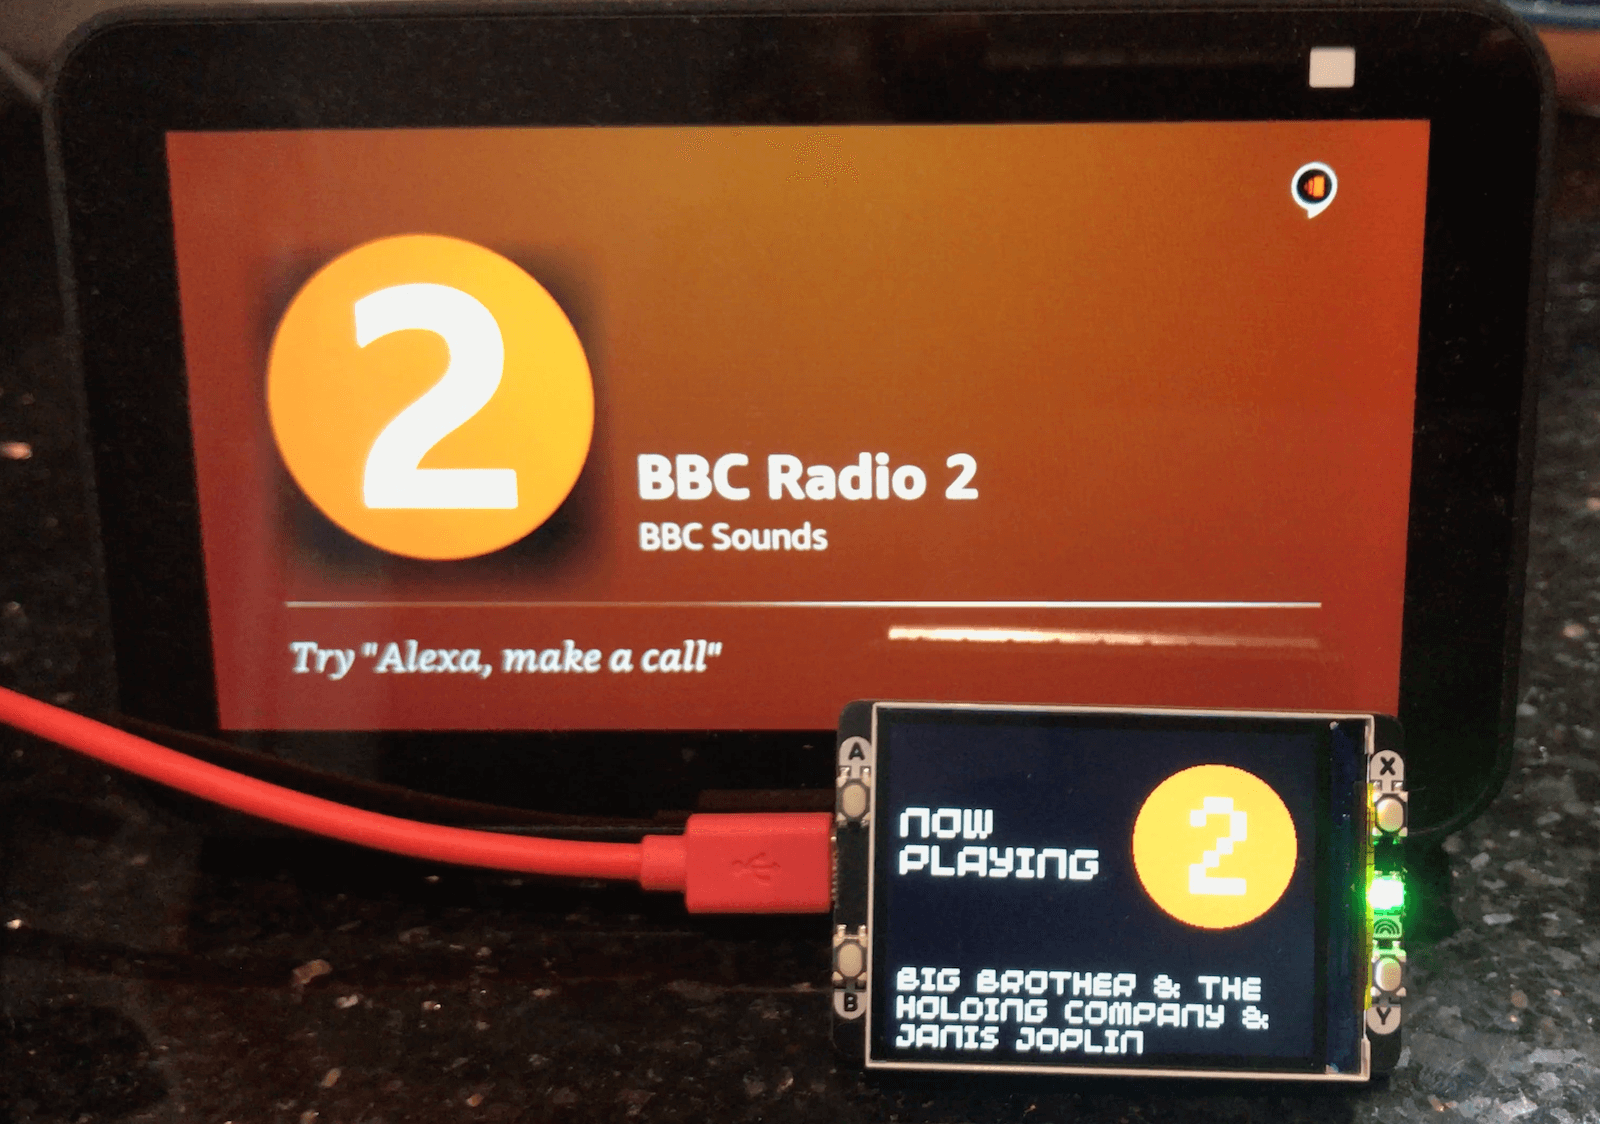 2
BBC Radio 2
BBC Sounds
Try "Alexa, make a call"
A
B
X
Y
NOW
PLAYING
2
BIG BROTHER & THE
HOLDING COMPANY &
JANIS JOPLIN